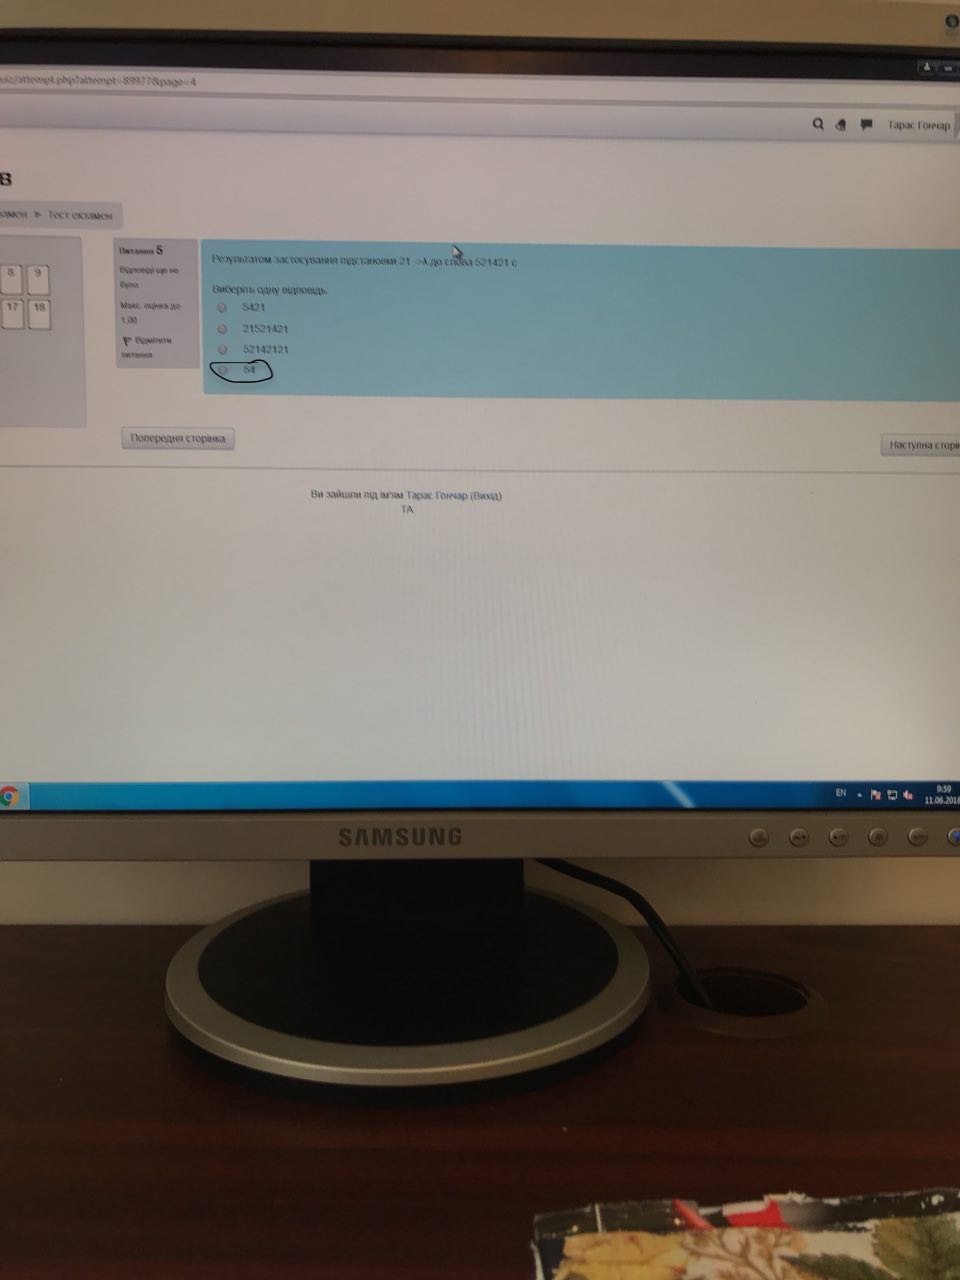 uiz/attempt.php?attempt=89977&page=4
Тарас Гончар
в
замен ► Тест екзамен
8 9
17 18
Питання 5
Відповіді ще не
було
Макс. оцінка до
1,00
Відмітити
питання
Результатом застосування підстановки 21 ->λ до слова 521421 є
Виберіть одну відповідь:
5421
21521421
52142121
54
Попередня сторінка
Наступна сторін
Ви зайшли під ім'ям Тарас Гончар (Вихід)
ТА
EN
9:59
11.06.2018
SAMSUNG